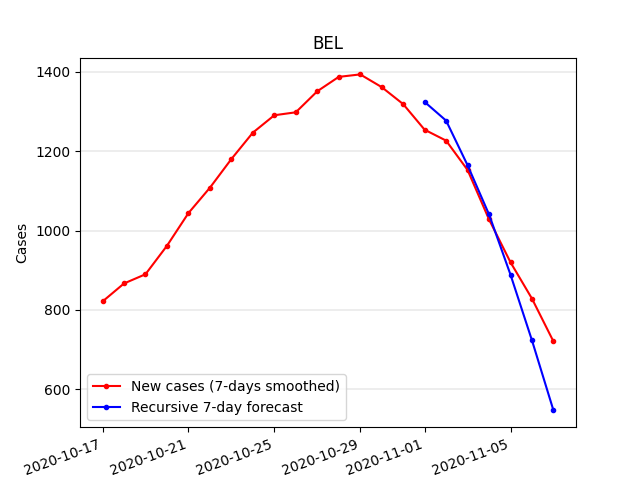 BEL
Cases
1400
1200
1000
800
600
New cases (7-days smoothed)
Recursive 7-day forecast
2020-10-17
2020-10-21
2020-10-25
2020-10-29
2020-11-01
2020-11-05